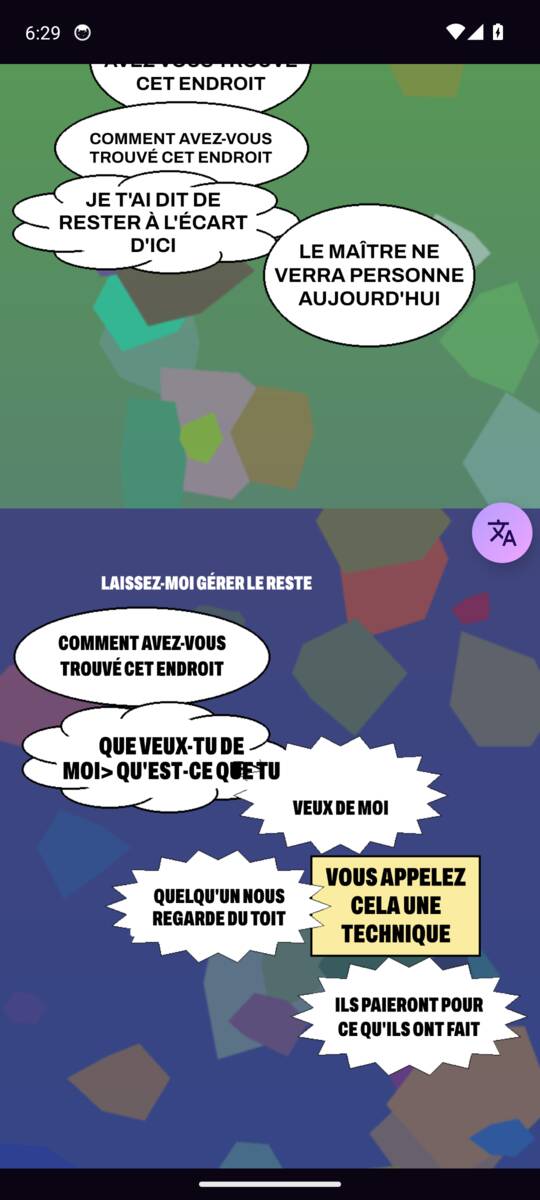 6:29
AVEZ-VOUS TROUVÉ
CET ENDROIT
COMMENT AVEZ-VOUS
TROUVÉ CET ENDROIT
JE T'AI DIT DE
RESTER À L'ÉCART
D'ICI
LE MAÎTRE NE
VERRA PERSONNE
AUJOURD'HUI
LAISSEZ-MOI GÉRER LE RESTE
COMMENT AVEZ-VOUS
TROUVÉ CET ENDROIT
QUE VEUX-TU DE
MOI> QU'EST-CE QUE TU
VEUX DE MOI
QUELQU'UN NOUS
REGARDE DU TOIT
VOUS APPELEZ
CELA UNE
TECHNIQUE
ILS PAIERONT POUR
CE QU'ILS ONT FAIT